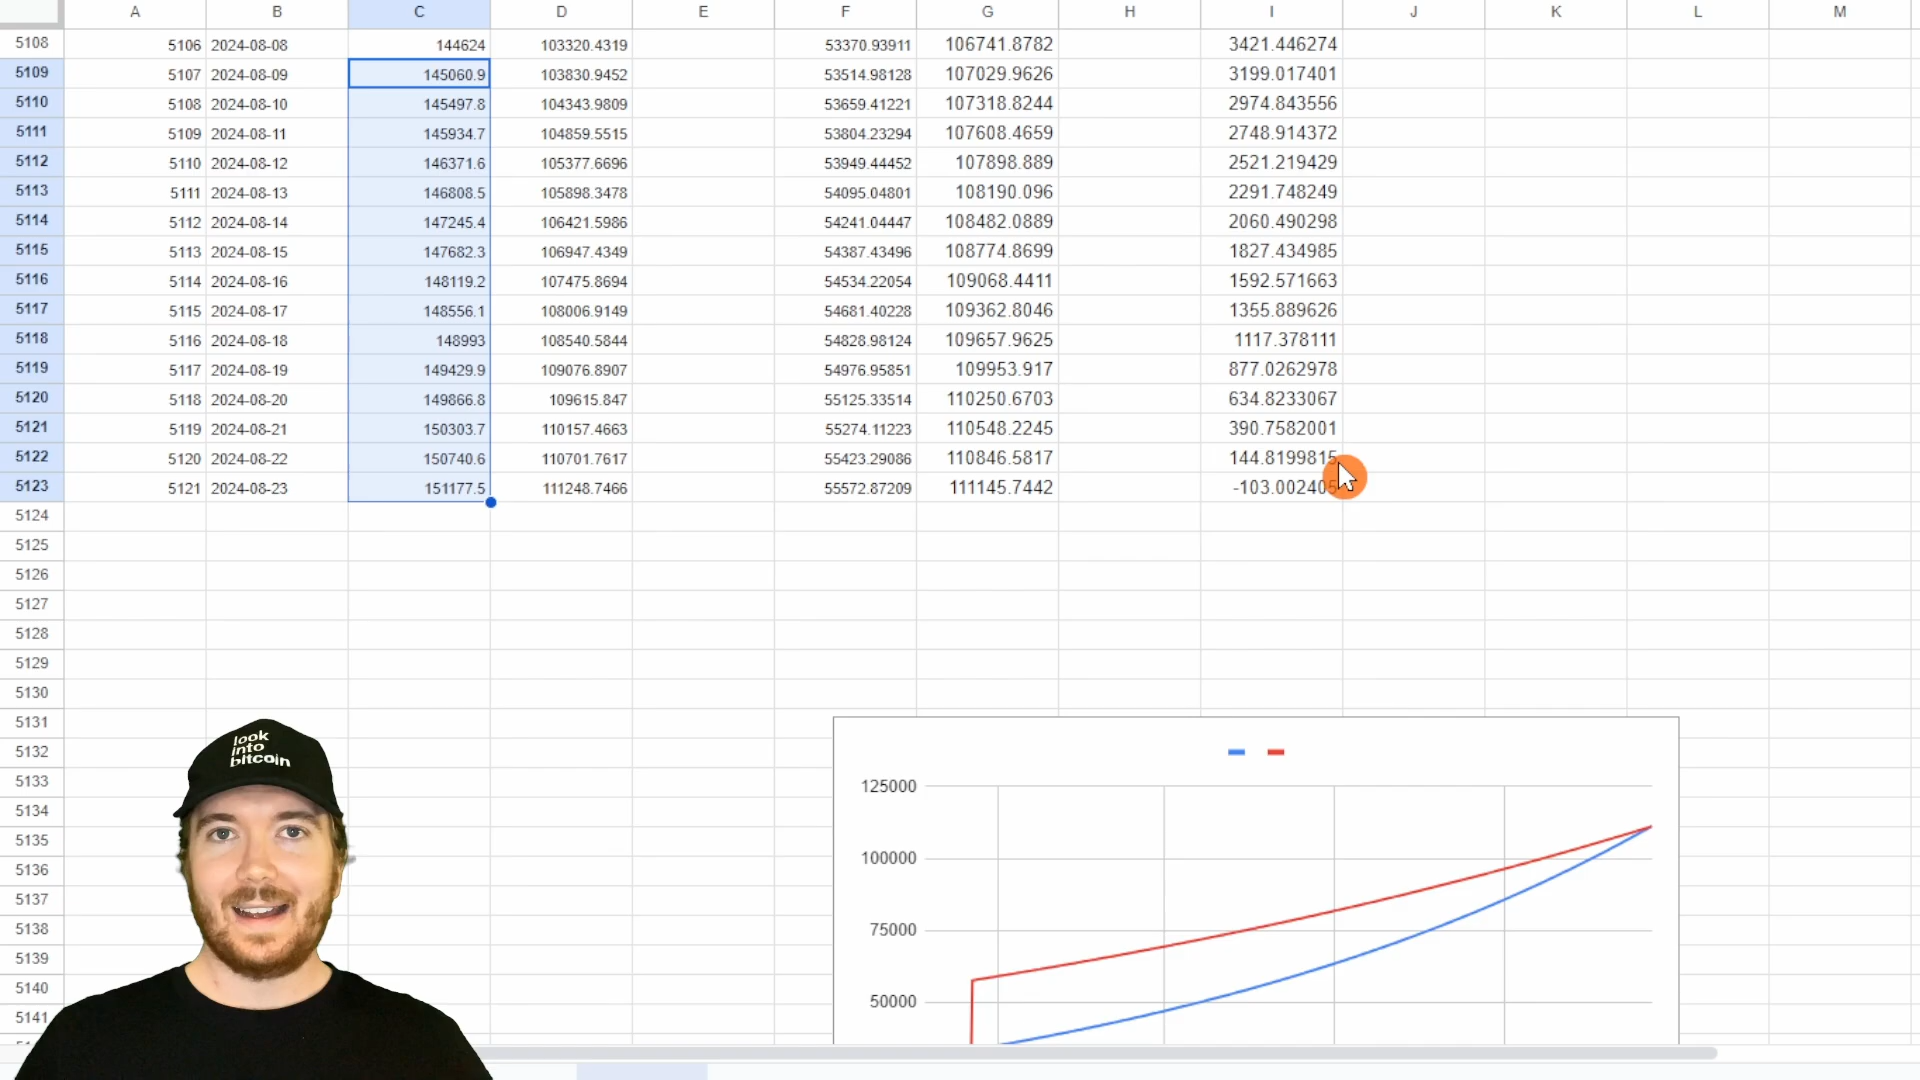 A B C D E F G H I J K L M
5108 5106 2024-08-08 144624 103320.4319 53370.93911 106741.8782 3421.446274
5109 5107 2024-08-09 145060.9 103830.9452 53514.98128 107029.9626 3199.017401
5110 5108 2024-08-10 145497.8 104343.9809 53659.41221 107318.8244 2974.843556
5111 5109 2024-08-11 145934.7 104859.5515 53804.23294 107608.4659 2748.914372
5112 5110 2024-08-12 146371.6 105377.6696 53949.44452 107898.889 2521.219429
5113 5111 2024-08-13 146808.5 105898.3478 54095.04801 108190.096 2291.748249
5114 5112 2024-08-14 147245.4 106421.5986 54241.04447 108482.0889 2060.490298
5115 5113 2024-08-15 147682.3 106947.4349 54387.43496 108774.8699 1827.434985
5116 5114 2024-08-16 148119.2 107475.8694 54534.22054 109068.4411 1592.571663
5117 5115 2024-08-17 148556.1 108006.9149 54681.40228 109362.8046 1355.889626
5118 5116 2024-08-18 148993 108540.5844 54828.98124 109657.9625 1117.378111
5119 5117 2024-08-19 149429.9 109076.8907 54976.95851 109953.917 877.0262978
5120 5118 2024-08-20 149866.8 109615.847 55125.33514 110250.6703 634.8233067
5121 5119 2024-08-21 150303.7 110157.4663 55274.11223 110548.2245 390.7582001
5122 5120 2024-08-22 150740.6 110701.7617 55423.29086 110846.5817 144.8199815
5123 5121 2024-08-23 151177.5 111248.7466 55572.87209 111145.7442
5124
5125
5126
5127
5128
5129
5130
5131
5132
5133
5134
5135
5136
5137
5138
5139
5140
5141
look
into
bitcoin
125000
100000
75000
50000